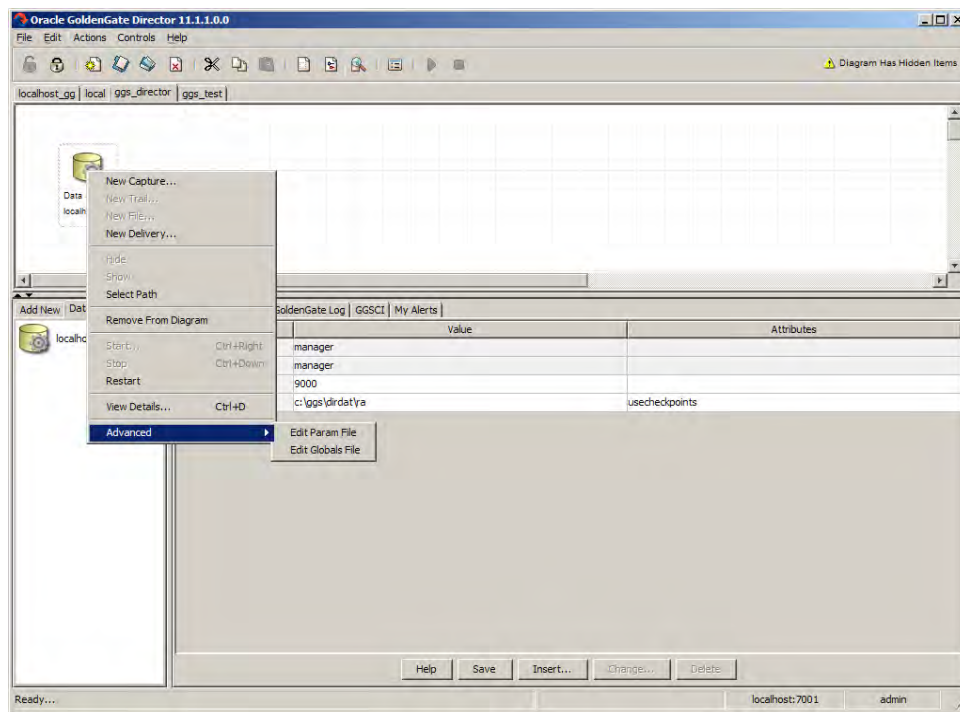 Oracle GoldenGate Director 11.1.1.0.0
File Edit Actions Controls Help
Diagram Has Hidden Items
localhost_gg local ggs_director ggs_test
New Capture...
New Trail...
New File...
New Delivery...
Hide
Show
Select Path
Remove From Diagram
Start... Ctrl+Right
Stop Ctrl+Down
Restart
View Details... Ctrl+D
Advanced
Edit Param File
Edit Globals File
Data
localh
Add New Dat oldenGate Log GGSCI My Alerts
localho
Value Attributes
manager
manager
9000
c:\ggs\dirdat\ra usecheckpoints
Help Save Insert... Change... Delete
Ready... localhost:7001 admin